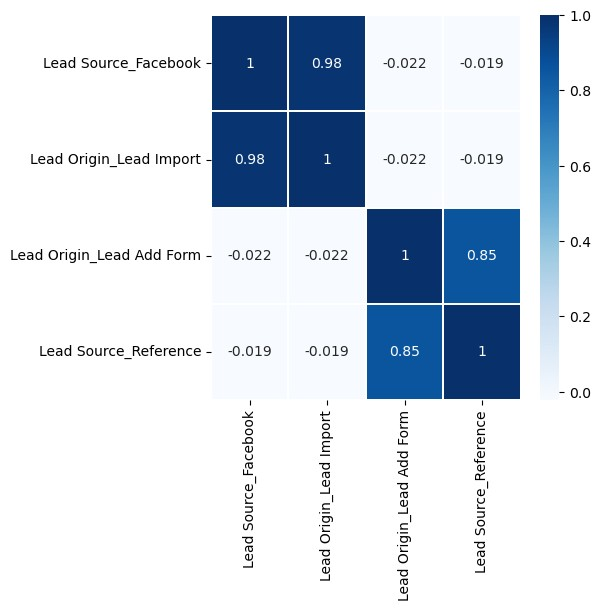 Lead Source_Facebook 1 0.98 -0.022 -0.019
Lead Origin_Lead Import 0.98 1 -0.022 -0.019
Lead Origin_Lead Add Form -0.022 -0.022 1 0.85
Lead Source_Reference -0.019 -0.019 0.85 1
Lead Source_Facebook
Lead Origin_Lead Import
Lead Origin_Lead Add Form
Lead Source_Reference
1.0
0.8
0.6
0.4
0.2
0.0